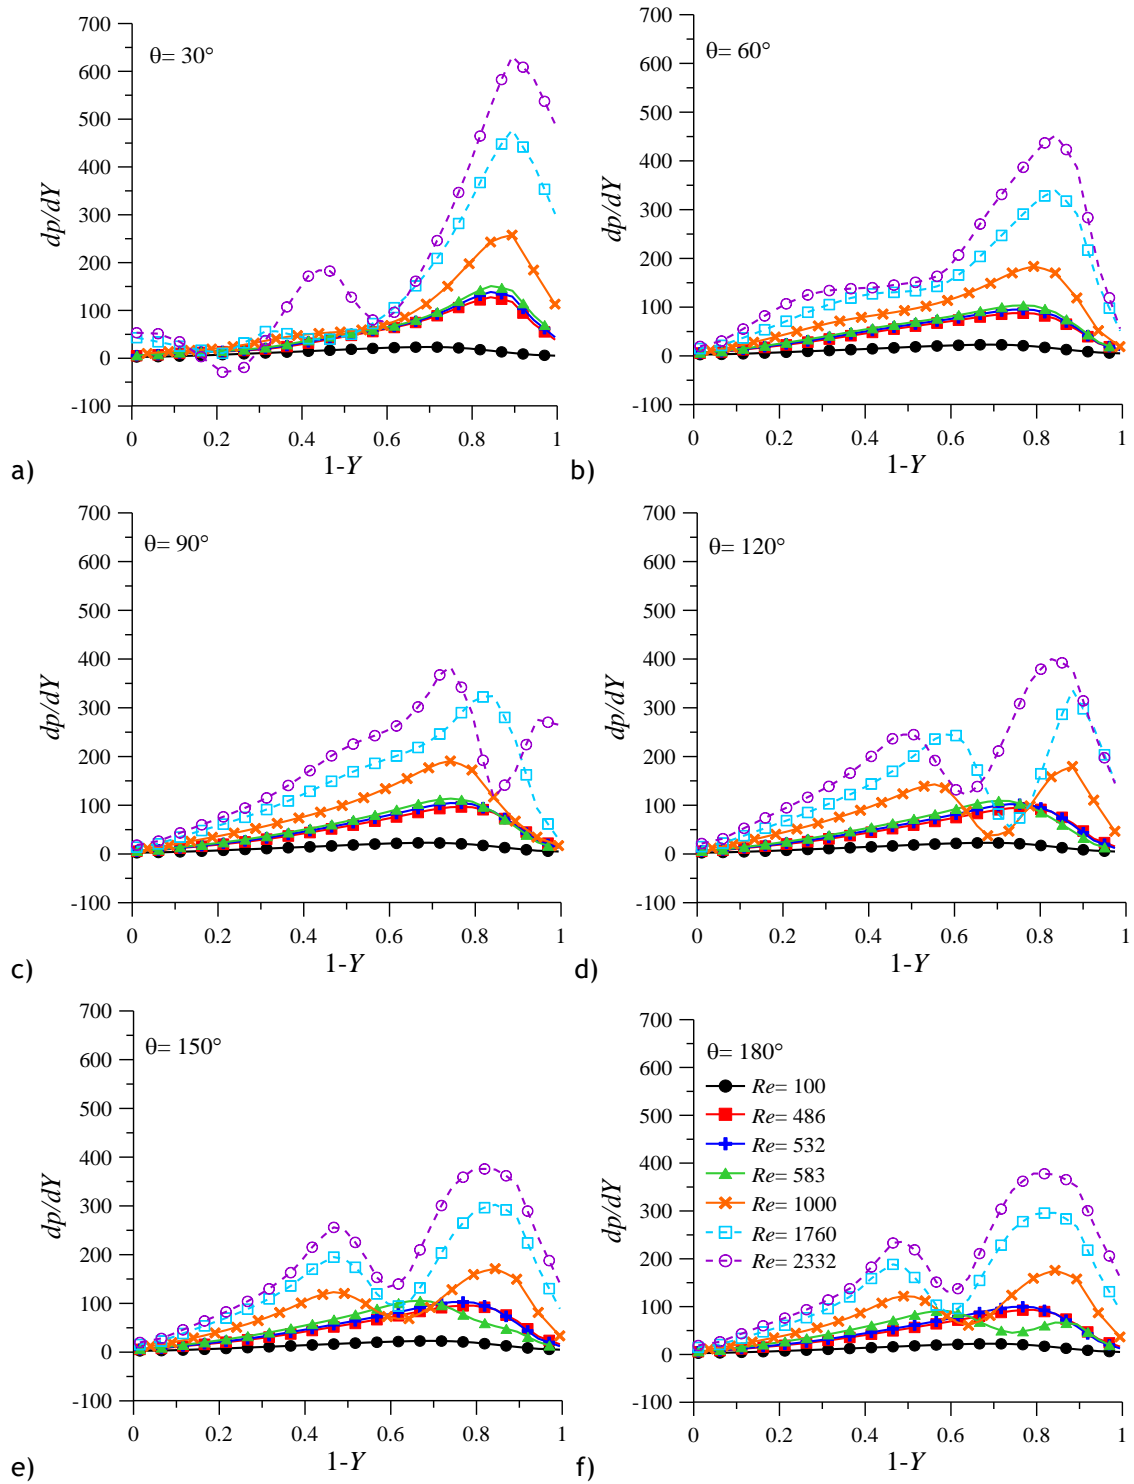 700
600
500
400
300
200
100
0
-100
dp/dY
θ= 30°
0 0.2 0.4 0.6 0.8 1
1-Y
a)
700
600
500
400
300
200
100
0
-100
dp/dY
θ= 60°
0 0.2 0.4 0.6 0.8 1
1-Y
b)
700
600
500
400
300
200
100
0
-100
dp/dY
θ= 90°
0 0.2 0.4 0.6 0.8 1
1-Y
c)
700
600
500
400
300
200
100
0
-100
dp/dY
θ= 120°
0 0.2 0.4 0.6 0.8 1
1-Y
d)
700
600
500
400
300
200
100
0
-100
dp/dY
θ= 150°
0 0.2 0.4 0.6 0.8 1
1-Y
e)
700
600
500
400
300
200
100
0
-100
dp/dY
θ= 180°
Re= 100
Re= 486
Re= 532
Re= 583
Re= 1000
Re= 1760
Re= 2332
0 0.2 0.4 0.6 0.8 1
1-Y
f)